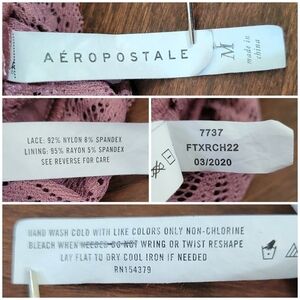 AÉROPOSTALE
M
made in
china
LACE: 92% NYLON 8% SPANDEX
LINING: 95% RAYON 5% SPANDEX
SEE REVERSE FOR CARE
7737
FTXRCH22
03/2020
HAND WASH COLD WITH LIKE COLORS ONLY NON-CHLORINE
BLEACH WHEN NEEDED DO NOT WRING OR TWIST RESHAPE
LAY FLAT TO DRY COOL IRON IF NEEDED
RN154379